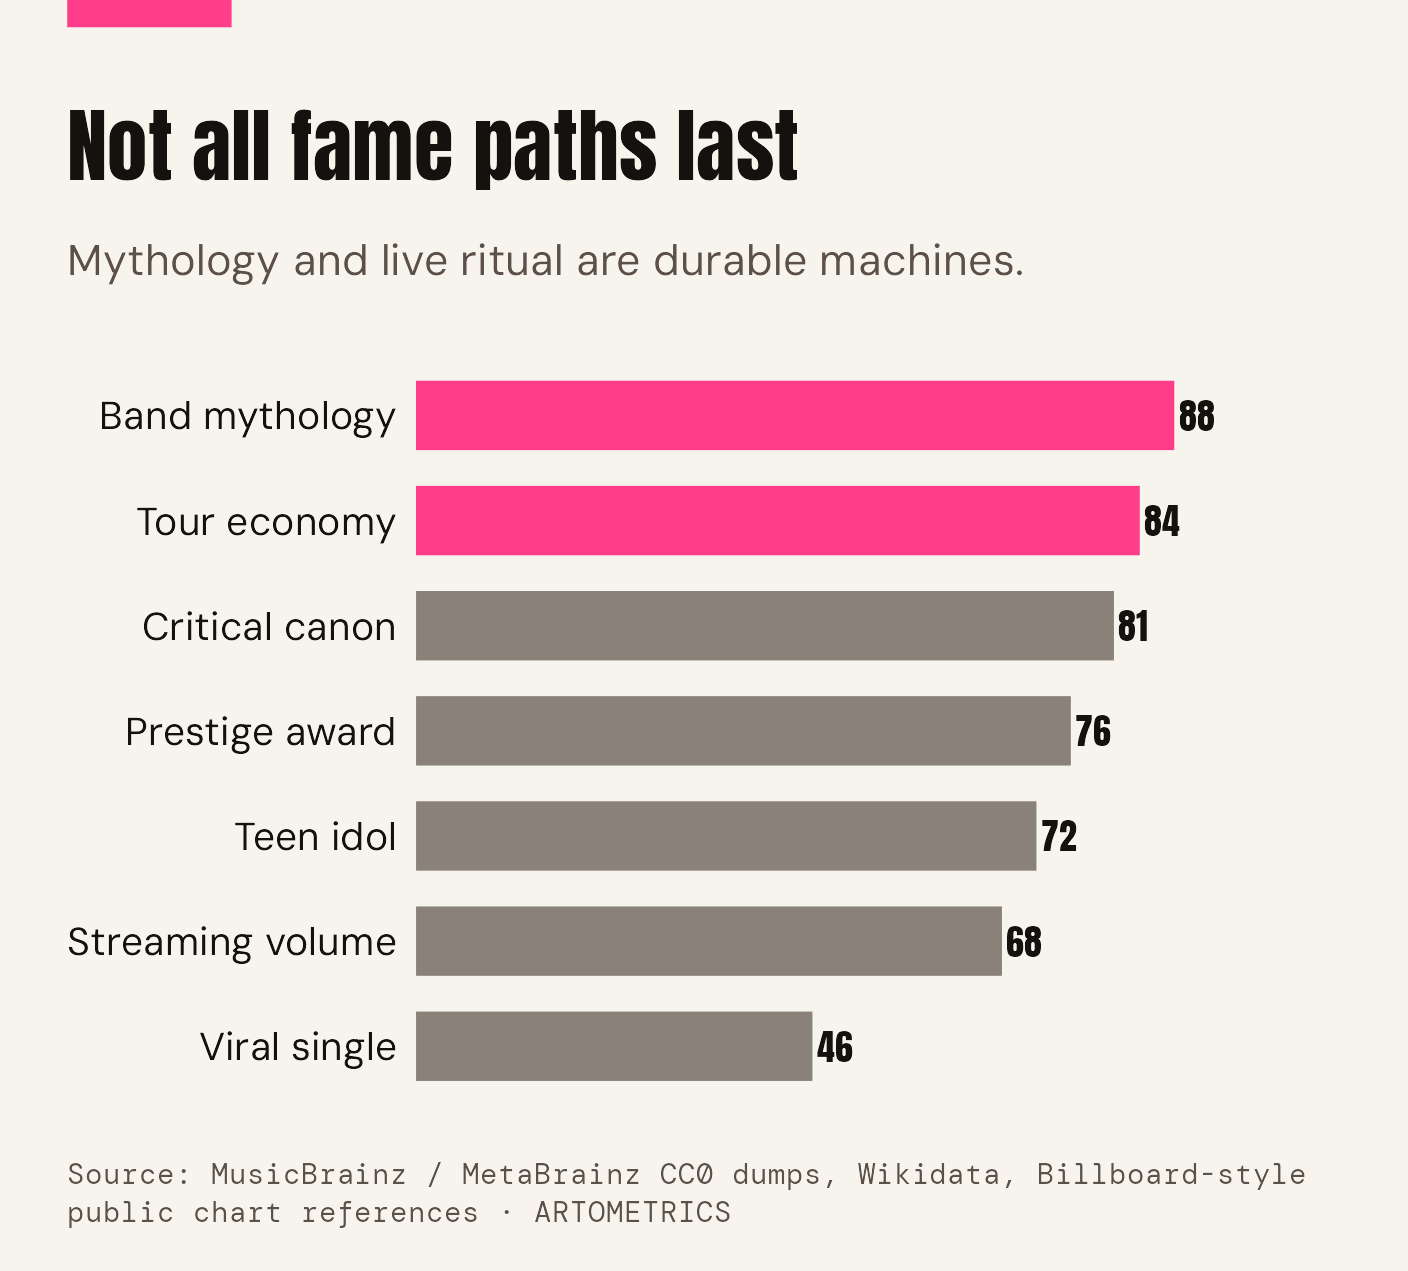 Not all fame paths last
Mythology and live ritual are durable machines.
Band mythology 88
Tour economy 84
Critical canon 81
Prestige award 76
Teen idol 72
Streaming volume 68
Viral single 46
Source: MusicBrainz / MetaBrainz CC0 dumps, Wikidata, Billboard-style
public chart references · ARTOMETRICS